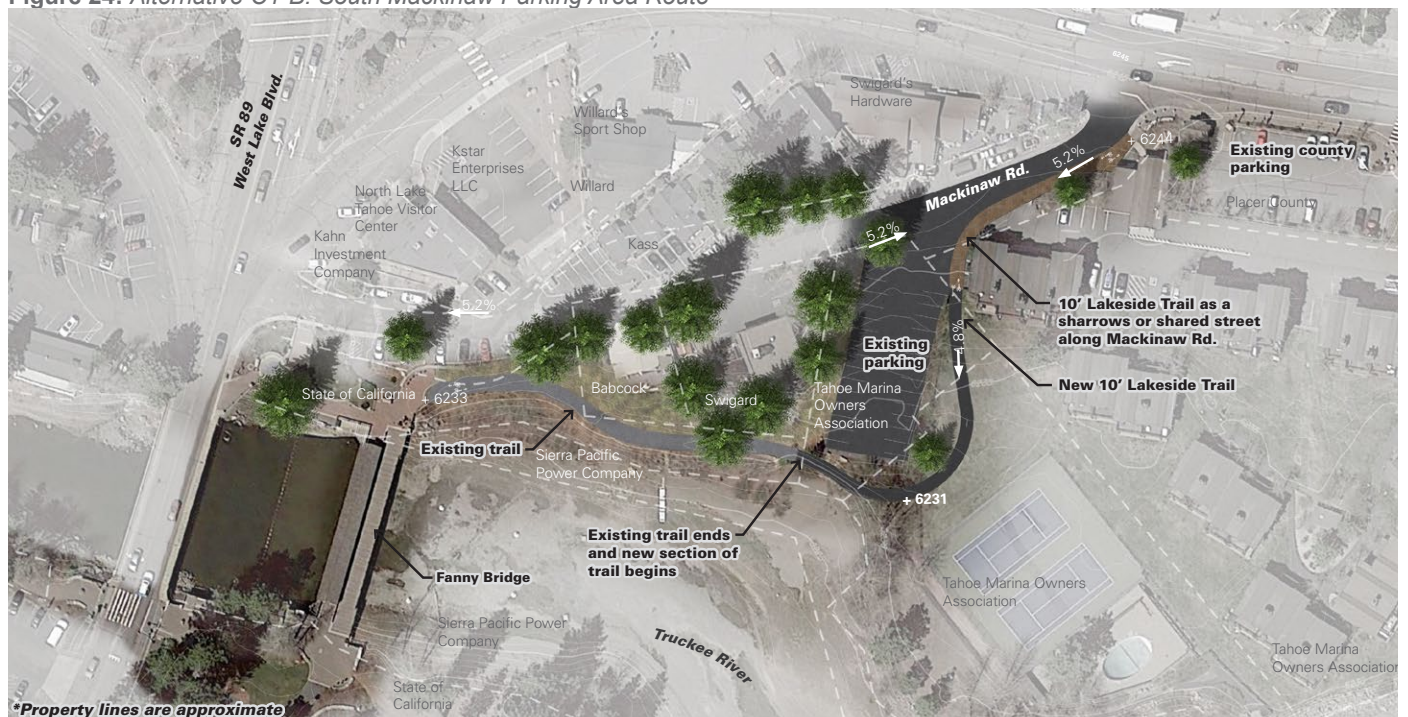 Figure 24: Alternative C1-B: South Mackinaw Parking Area Route
SR 89
West Lake Blvd.
Swigard's
Hardware
Willard's
Sport Shop
Kstar
Enterprises
LLC
Willard
North Lake
Tahoe Visitor
Center
Kahn
Investment
Company
Kass
+ 6244
5.2%
Existing county
parking
Mackinaw Rd.
Placer County
5.2%
5.2%
10' Lakeside Trail as a
sharrows or shared street
along Mackinaw Rd.
4.8%
Existing
parking
New 10' Lakeside Trail
State of California
+ 6233
Babcock
Swigard
Tahoe Marina
Owners
Association
Existing trail
Sierra Pacific
Power Company
+ 6231
Existing trail ends
and new section of
trail begins
Fanny Bridge
Tahoe Marina Owners
Association
Sierra Pacific Power
Company
Truckee River
Tahoe Marina
Owners Association
State of
California
*Property lines are approximate